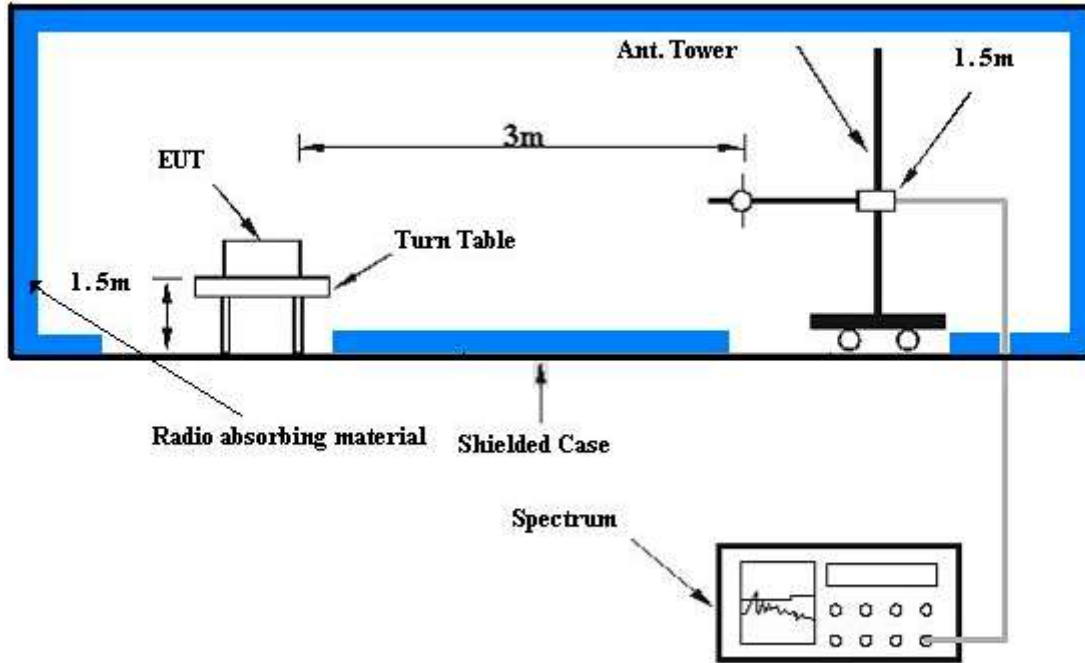 Ant. Tower
1.5m
3m
EUT
Turn Table
1.5m
Radio absorbing material
Shielded Case
Spectrum